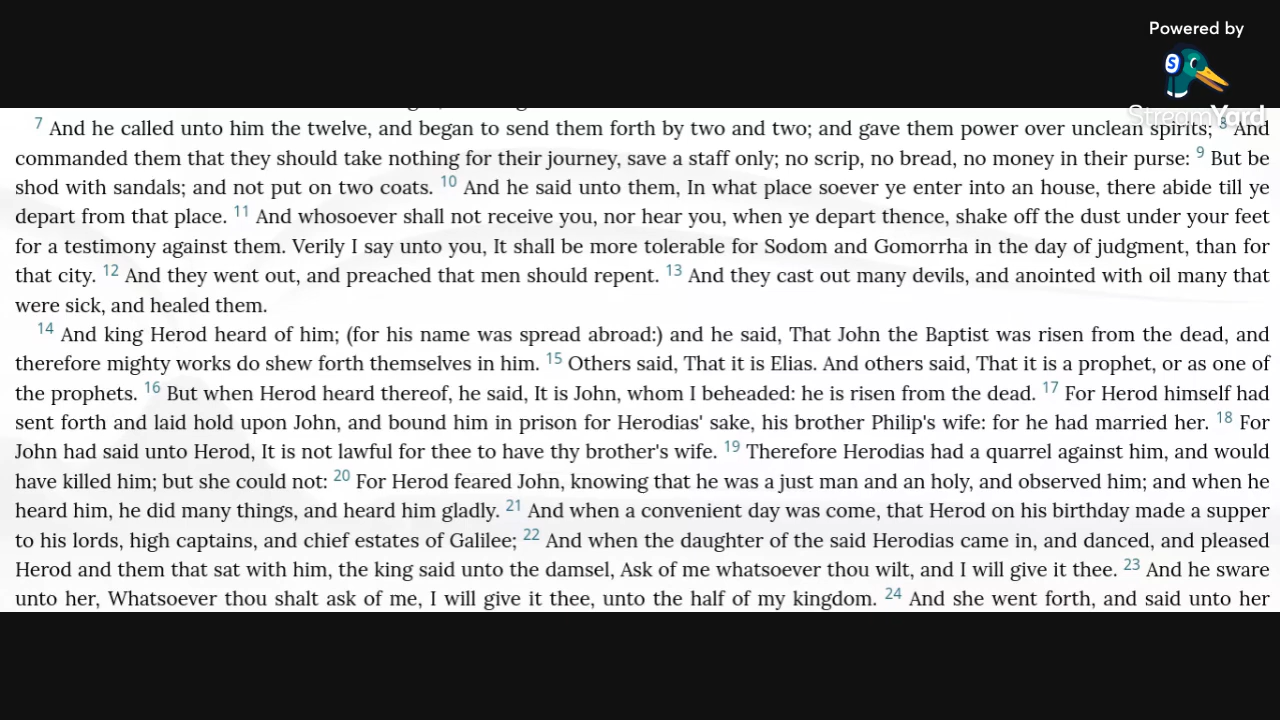 Powered by
StreamYard
7 And he called unto him the twelve, and began to send them forth by two and two; and gave them power over unclean spirits; 8 And
commanded them that they should take nothing for their journey, save a staff only; no scrip, no bread, no money in their purse: 9 But be
shod with sandals; and not put on two coats. 10 And he said unto them, In what place soever ye enter into an house, there abide till ye
depart from that place. 11 And whosoever shall not receive you, nor hear you, when ye depart thence, shake off the dust under your feet
for a testimony against them. Verily I say unto you, It shall be more tolerable for Sodom and Gomorrha in the day of judgment, than for
that city. 12 And they went out, and preached that men should repent. 13 And they cast out many devils, and anointed with oil many that
were sick, and healed them.
14 And king Herod heard of him; (for his name was spread abroad:) and he said, That John the Baptist was risen from the dead, and
therefore mighty works do shew forth themselves in him. 15 Others said, That it is Elias. And others said, That it is a prophet, or as one of
the prophets. 16 But when Herod heard thereof, he said, It is John, whom I beheaded: he is risen from the dead. 17 For Herod himself had
sent forth and laid hold upon John, and bound him in prison for Herodias' sake, his brother Philip's wife: for he had married her. 18 For
John had said unto Herod, It is not lawful for thee to have thy brother's wife. 19 Therefore Herodias had a quarrel against him, and would
have killed him; but she could not: 20 For Herod feared John, knowing that he was a just man and an holy, and observed him; and when he
heard him, he did many things, and heard him gladly. 21 And when a convenient day was come, that Herod on his birthday made a supper
to his lords, high captains, and chief estates of Galilee; 22 And when the daughter of the said Herodias came in, and danced, and pleased
Herod and them that sat with him, the king said unto the damsel, Ask of me whatsoever thou wilt, and I will give it thee. 23 And he sware
unto her, Whatsoever thou shalt ask of me, I will give it thee, unto the half of my kingdom. 24 And she went forth, and said unto her